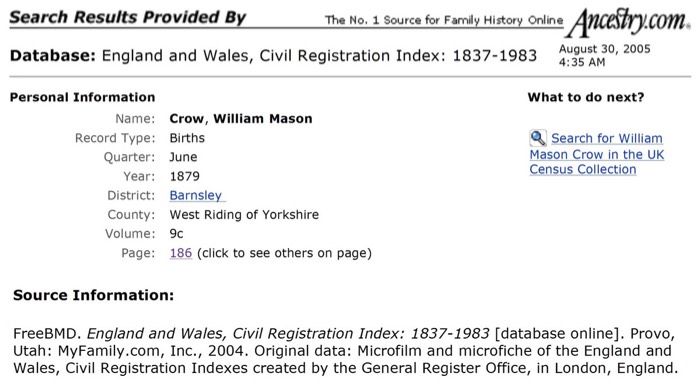 Search Results Provided By The No. 1 Source for Family History Online Ancestry.com.
Database: England and Wales, Civil Registration Index: 1837-1983 August 30, 2005
4:35 AM
Personal Information
Name: Crow, William Mason
Record Type: Births
Quarter: June
Year: 1879
District: Barnsley
County: West Riding of Yorkshire
Volume: 9c
Page: 186 (click to see others on page)
What to do next?
Search for William
Mason Crow in the UK
Census Collection
Source Information:
FreeBMD. England and Wales, Civil Registration Index: 1837-1983 [database online]. Provo,
Utah: MyFamily.com, Inc., 2004. Original data: Microfilm and microfiche of the England and
Wales, Civil Registration Indexes created by the General Register Office, in London, England.